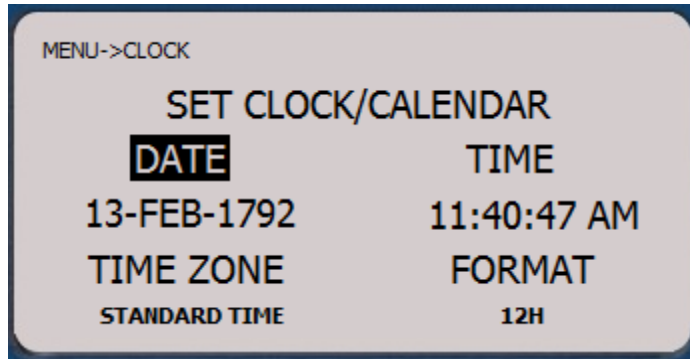 MENU->CLOCK
SET CLOCK/CALENDAR
DATE TIME
13-FEB-1792 11:40:47 AM
TIME ZONE FORMAT
STANDARD TIME 12H